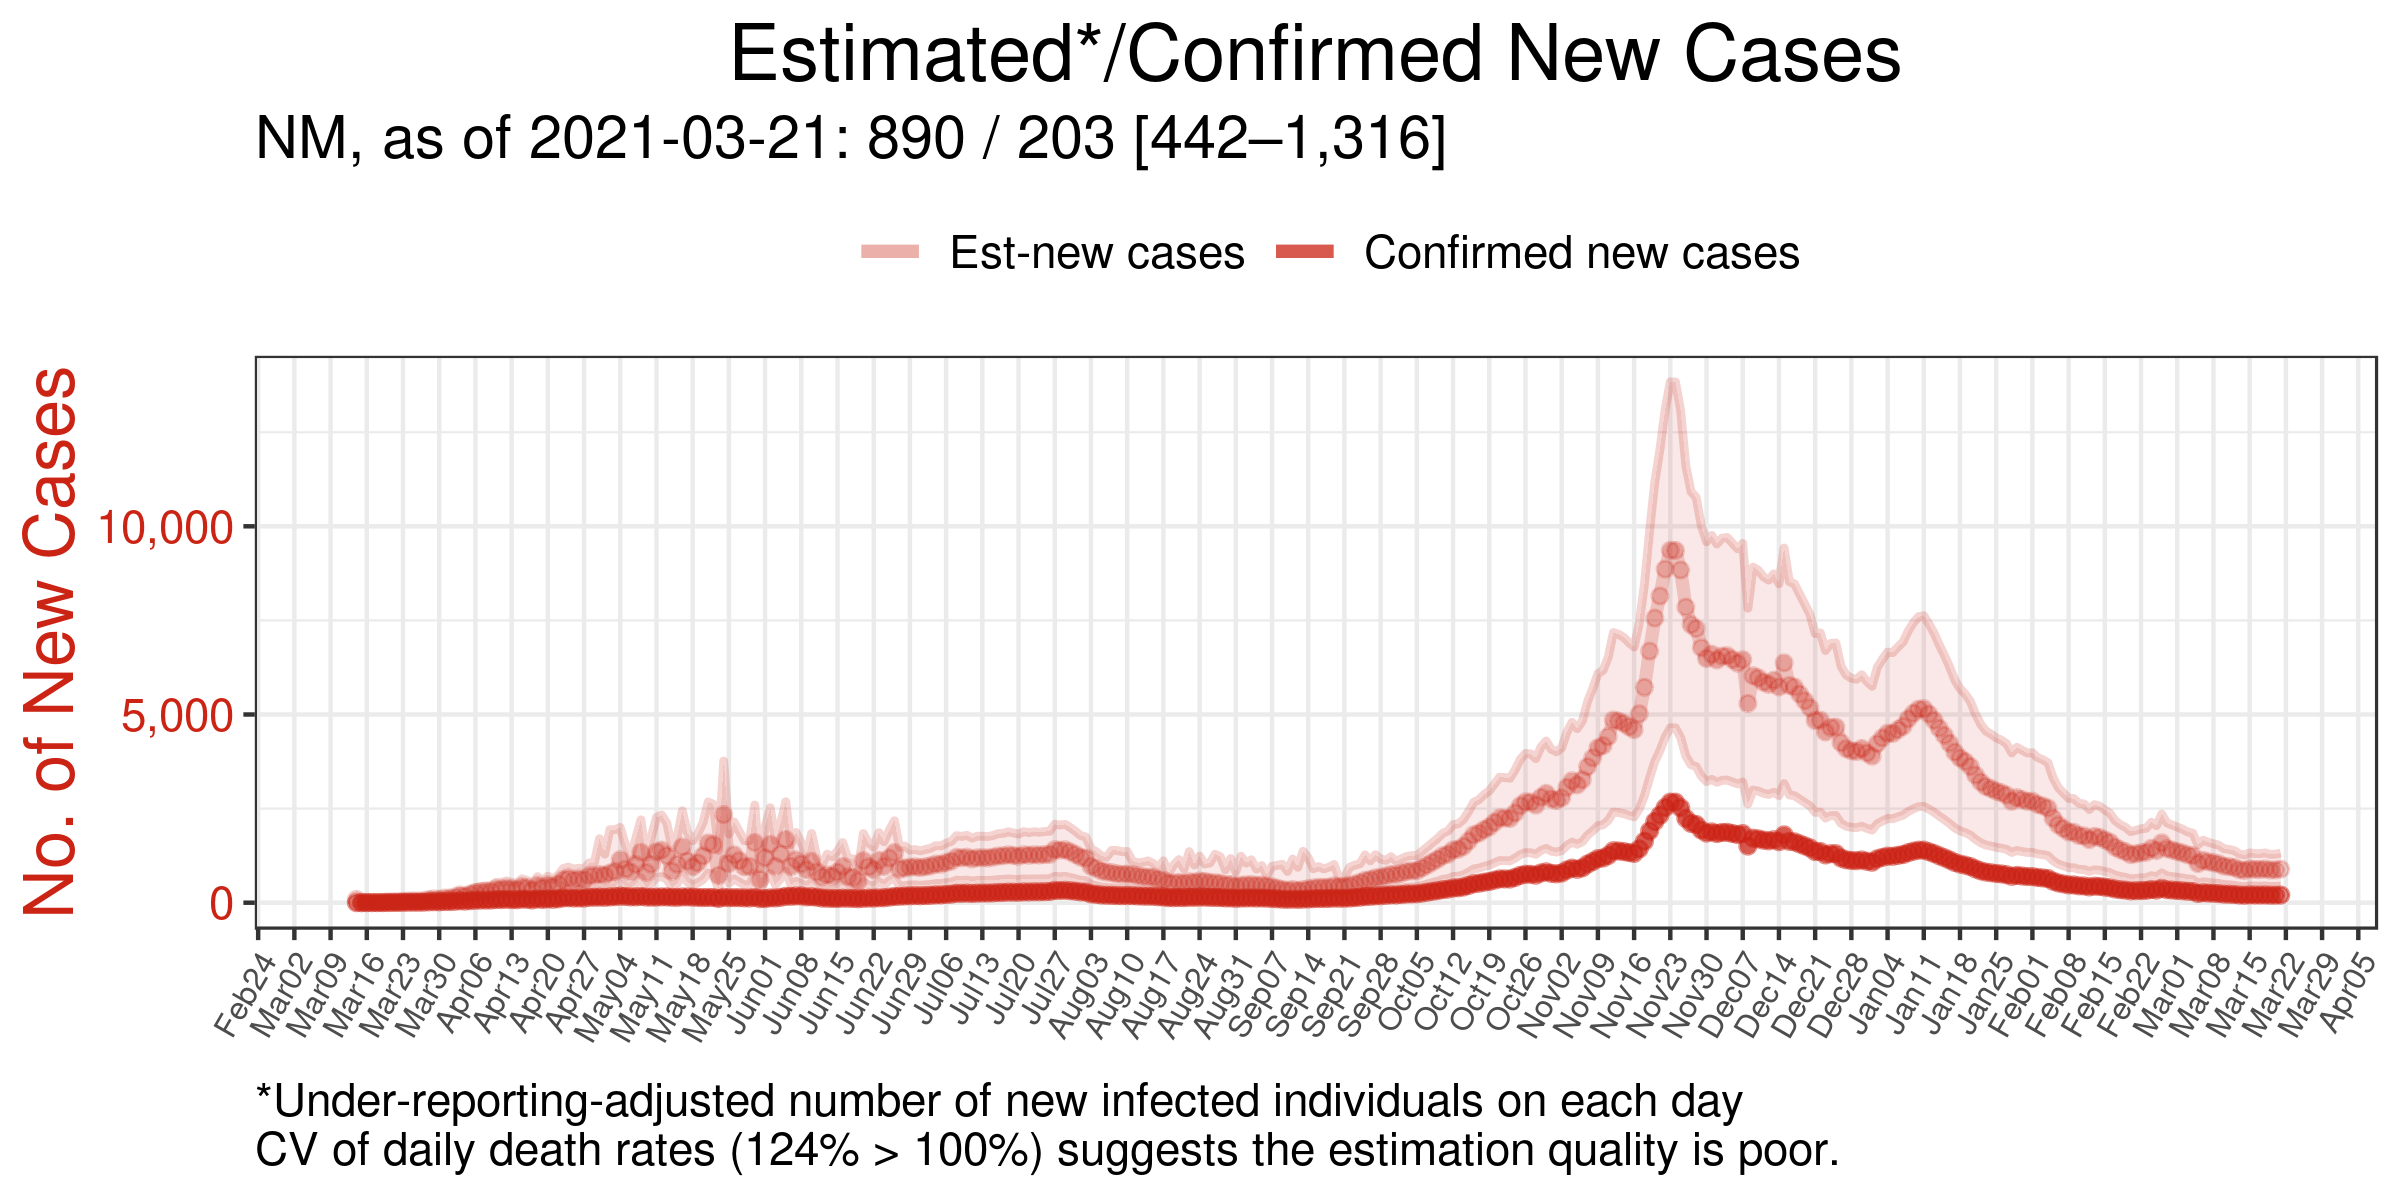 Estimated*/Confirmed New Cases
NM, as of 2021-03-21: 890 / 203 [442–1,316]
Est-new cases
Confirmed new cases
No. of New Cases
10,000
5,000
0
Feb24
Mar02
Mar09
Mar16
Mar23
Mar30
Apr06
Apr13
Apr20
Apr27
May04
May11
May18
May25
Jun01
Jun08
Jun15
Jun22
Jun29
Jul06
Jul13
Jul20
Jul27
Aug03
Aug10
Aug17
Aug24
Aug31
Sep07
Sep14
Sep21
Sep28
Oct05
Oct12
Oct19
Oct26
Nov02
Nov09
Nov16
Nov23
Nov30
Dec07
Dec14
Dec21
Dec28
Jan04
Jan11
Jan18
Jan25
Feb01
Feb08
Feb15
Feb22
Mar01
Mar08
Mar15
Mar22
Mar29
Apr05
*Under-reporting-adjusted number of new infected individuals on each day
CV of daily death rates (124% > 100%) suggests the estimation quality is poor.